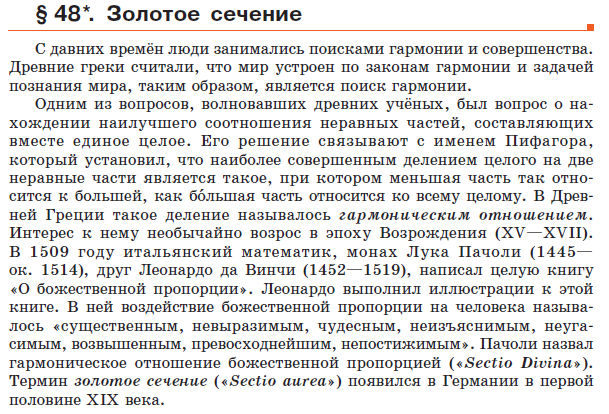 § 48*. Золотое сечение
С давних времён люди занимались поисками гармонии и совершенства.
Древние греки считали, что мир устроен по законам гармонии и задачей
познания мира, таким образом, является поиск гармонии.
Одним из вопросов, волновавших древних учёных, был вопрос о на-
хождении наилучшего соотношения неравных частей, составляющих
вместе единое целое. Его решение связывают с именем Пифагора,
который установил, что наиболее совершенным делением целого на две
неравные части является такое, при котором меньшая часть так отно-
сится к большей, как бо́льшая часть относится ко всему целому. В Древ-
ней Греции такое деление называлось гармоническим отношением.
Интерес к нему необычайно возрос в эпоху Возрождения (XV—XVII).
В 1509 году итальянский математик, монах Лука Пачоли (1445—
ок. 1514), друг Леонардо да Винчи (1452—1519), написал целую книгу
«О божественной пропорции». Леонардо выполнил иллюстрации к этой
книге. В ней воздействие божественной пропорции на человека называ-
лось «существенным, невыразимым, чудесным, неизъяснимым, неуга-
симым, возвышенным, превосходнейшим, непостижимым». Пачоли назвал
гармоническое отношение божественной пропорцией («Sectio Divina»).
Термин золотое сечение («Sectio aurea») появился в Германии в первой
половине XIX века.